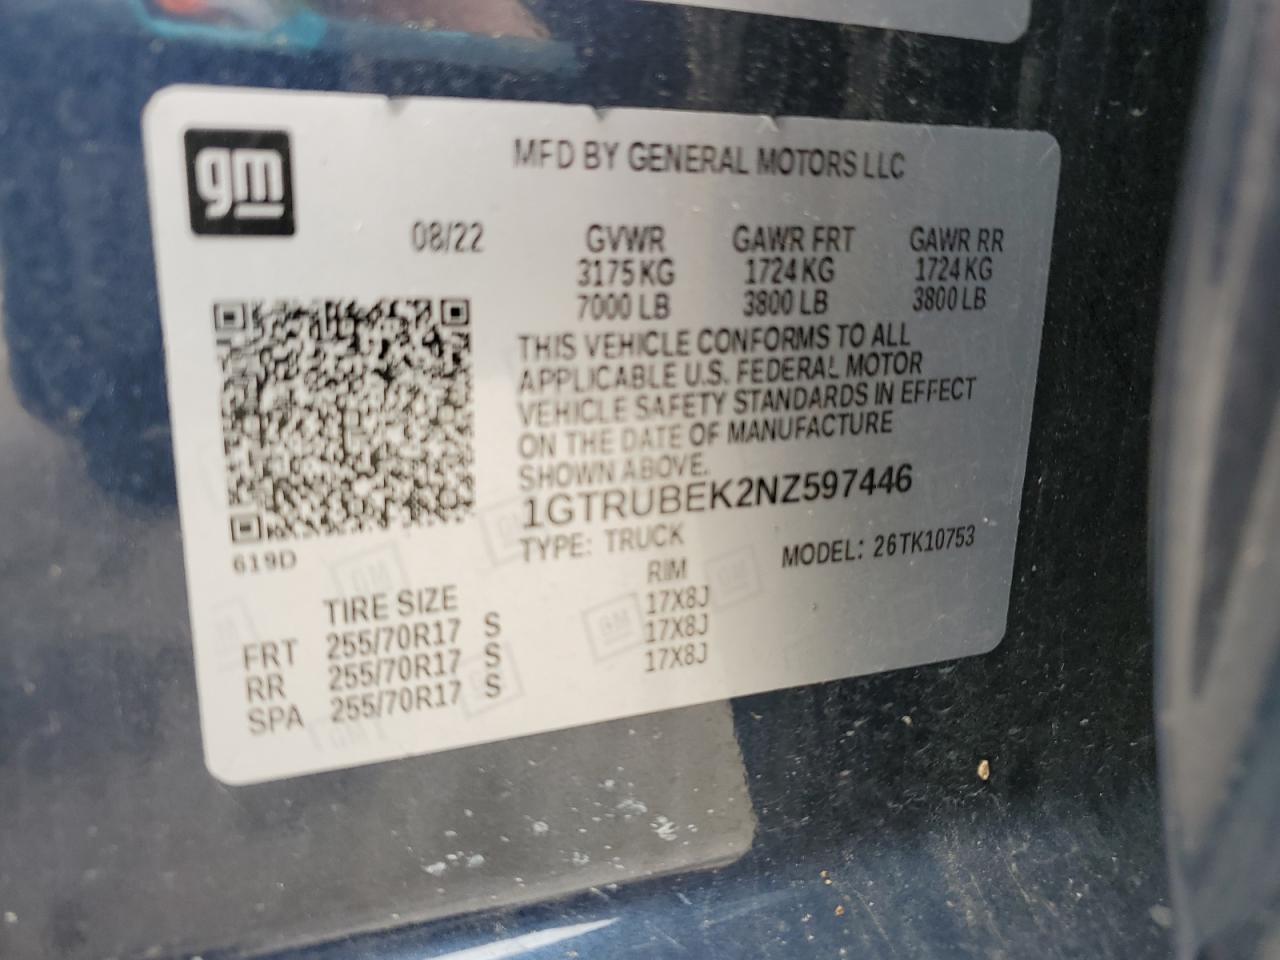 gm
MFD BY GENERAL MOTORS LLC
08/22 GVWR GAWR FRT GAWR RR
3175 KG 1724 KG 1724 KG
7000 LB 3800 LB 3800 LB
THIS VEHICLE CONFORMS TO ALL
APPLICABLE U.S. FEDERAL MOTOR
VEHICLE SAFETY STANDARDS IN EFFECT
ON THE DATE OF MANUFACTURE
SHOWN ABOVE.
1GTRUBEK2NZ597446
619D
TYPE: TRUCK MODEL: 26TK10753
TIRE SIZE RIM
FRT 255/70R17 S 17X8J
RR 255/70R17 S 17X8J
SPA 255/70R17 S 17X8J